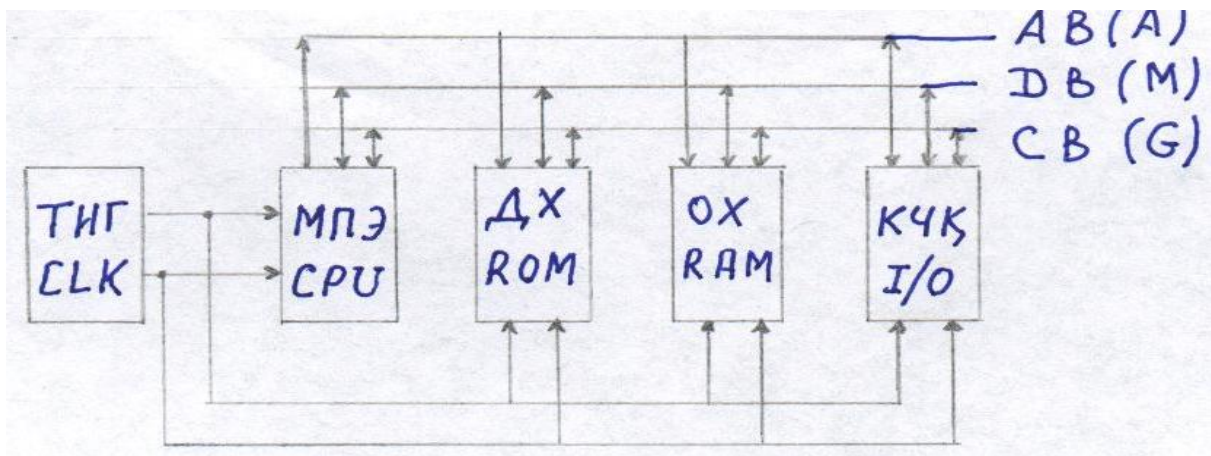 AB(A)
DB(M)
CB (G)
ТИГ
CLK
МПЭ
CPU
ДХ
ROM
ОХ
RAM
КЧҚ
I/O